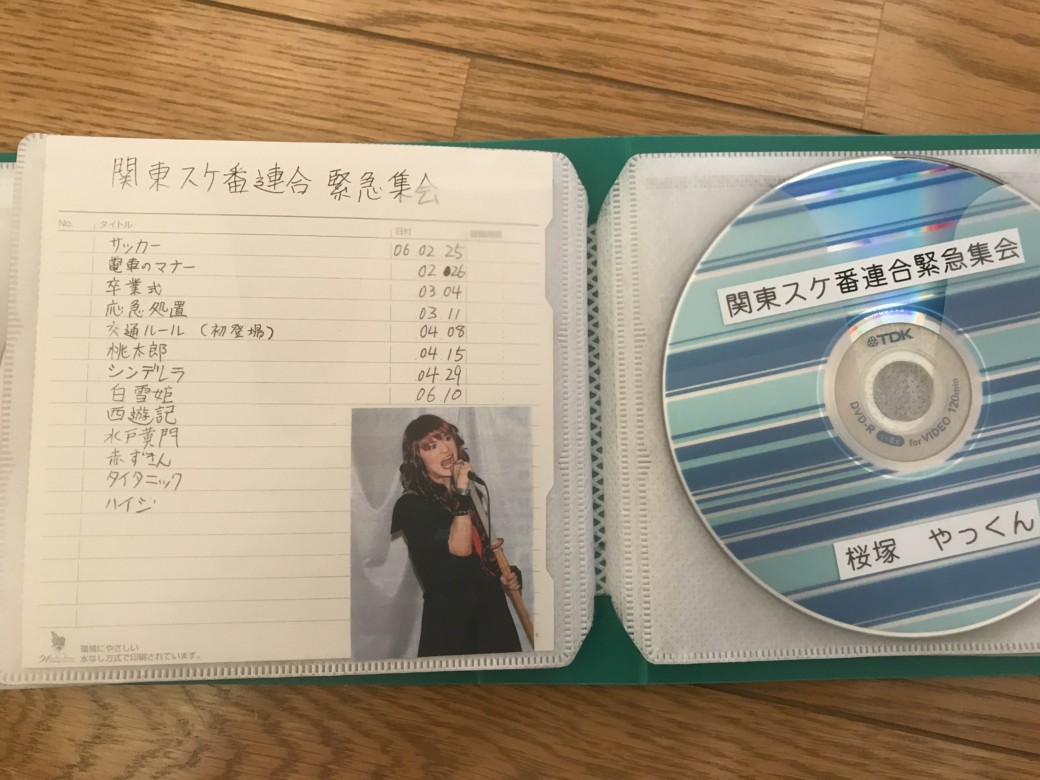 関東スケ番連合 緊急集会
No. タイトル 日付
サッカー 06 02 25
電車のマナー 02 26
卒業式 03 04
応急処置 03 11
交通ルール (初登場) 04 08
桃太郎 04 15
シンデレラ 04 29
白雪姫 06 10
西遊記
水戸黄門
赤ずきん
タイタニック
ハイジ
環境にやさしい
水なし方式で印刷されています。
関東スケ番連合緊急集会
TDK
DVD-R for VIDEO 120min
桜塚 やっくん